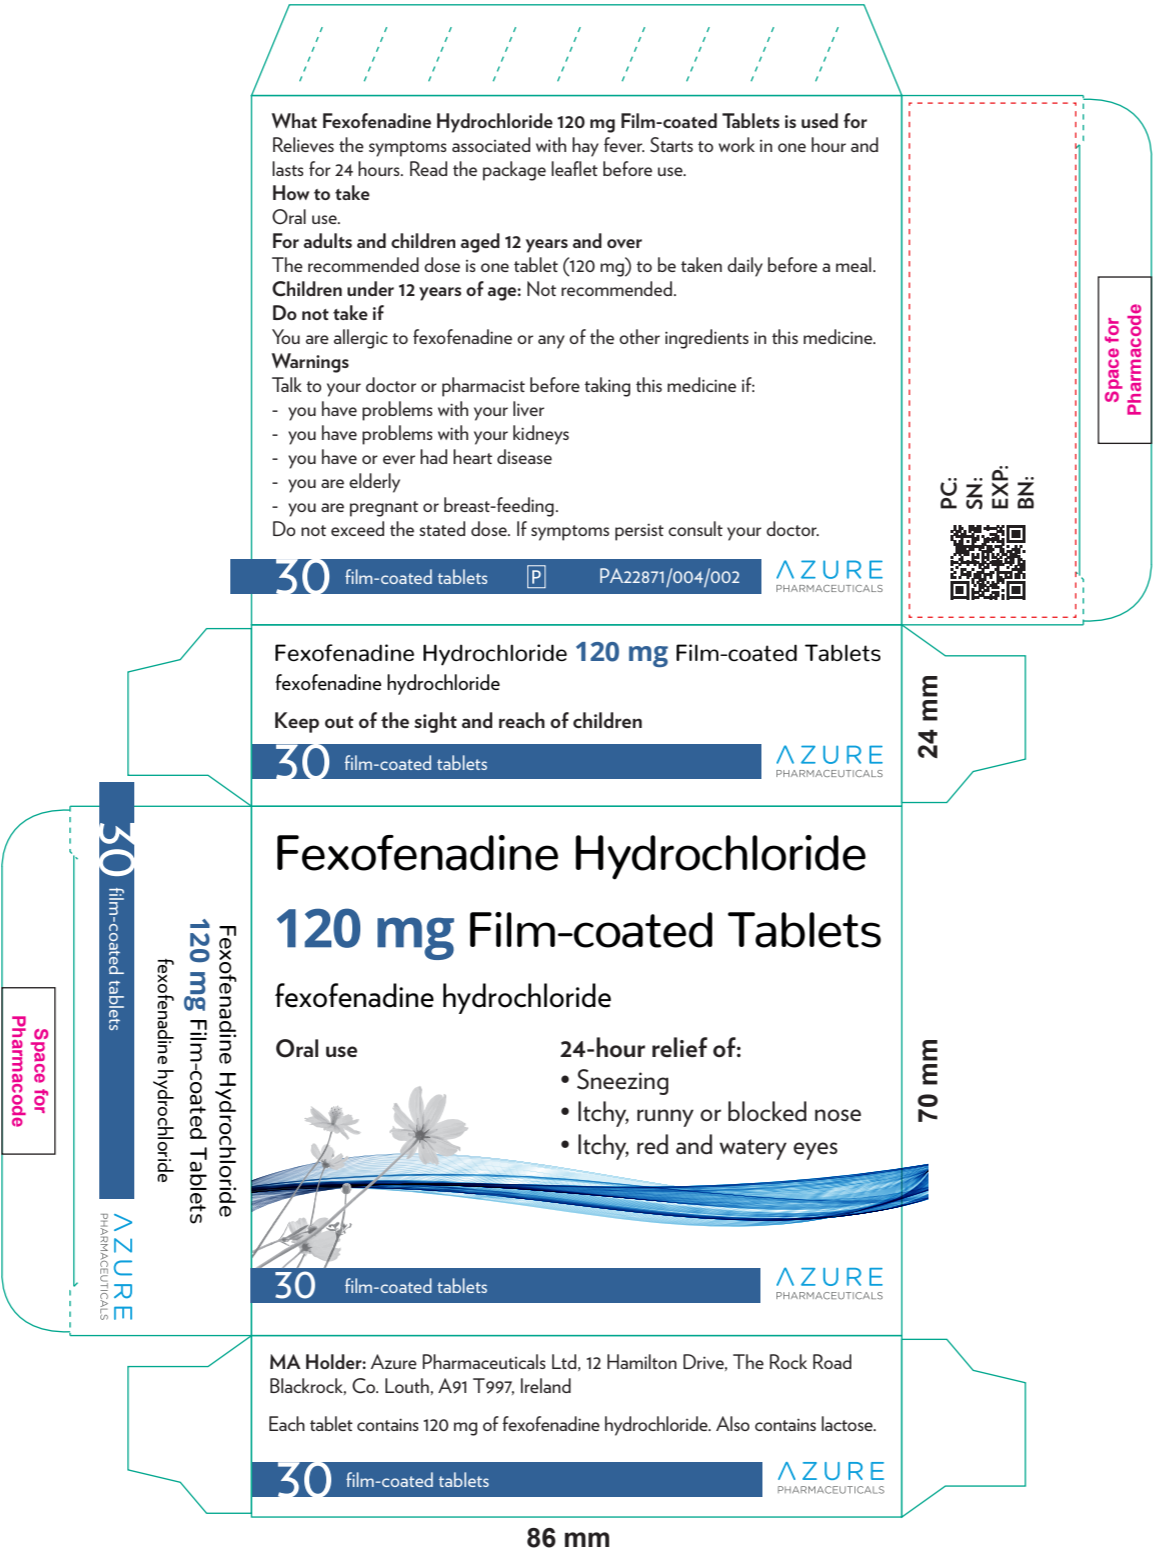 What Fexofenadine Hydrochloride 120 mg Film-coated Tablets is used for
Relieves the symptoms associated with hay fever. Starts to work in one hour and
lasts for 24 hours. Read the package leaflet before use.
How to take
Oral use.
For adults and children aged 12 years and over
The recommended dose is one tablet (120 mg) to be taken daily before a meal.
Children under 12 years of age: Not recommended.
Do not take if
You are allergic to fexofenadine or any of the other ingredients in this medicine.
Warnings
Talk to your doctor or pharmacist before taking this medicine if:
- you have problems with your liver
- you have problems with your kidneys
- you have or ever had heart disease
- you are elderly
- you are pregnant or breast-feeding.
Do not exceed the stated dose. If symptoms persist consult your doctor.
30 film-coated tablets P PA22871/004/002 AZURE
PHARMACEUTICALS
PC:
SN:
EXP:
BN:
Space for
Pharmacode
Fexofenadine Hydrochloride 120 mg Film-coated Tablets
fexofenadine hydrochloride
Keep out of the sight and reach of children
30 film-coated tablets AZURE
PHARMACEUTICALS
24 mm
Fexofenadine Hydrochloride
120 mg Film-coated Tablets
fexofenadine hydrochloride
30 film-coated tablets AZURE
PHARMACEUTICALS
Space for
Pharmacode
Fexofenadine Hydrochloride
120 mg Film-coated Tablets
fexofenadine hydrochloride
Oral use
24-hour relief of:
• Sneezing
• Itchy, runny or blocked nose
• Itchy, red and watery eyes
30 film-coated tablets AZURE
PHARMACEUTICALS
70 mm
MA Holder: Azure Pharmaceuticals Ltd, 12 Hamilton Drive, The Rock Road
Blackrock, Co. Louth, A91 T997, Ireland
Each tablet contains 120 mg of fexofenadine hydrochloride. Also contains lactose.
30 film-coated tablets AZURE
PHARMACEUTICALS
86 mm